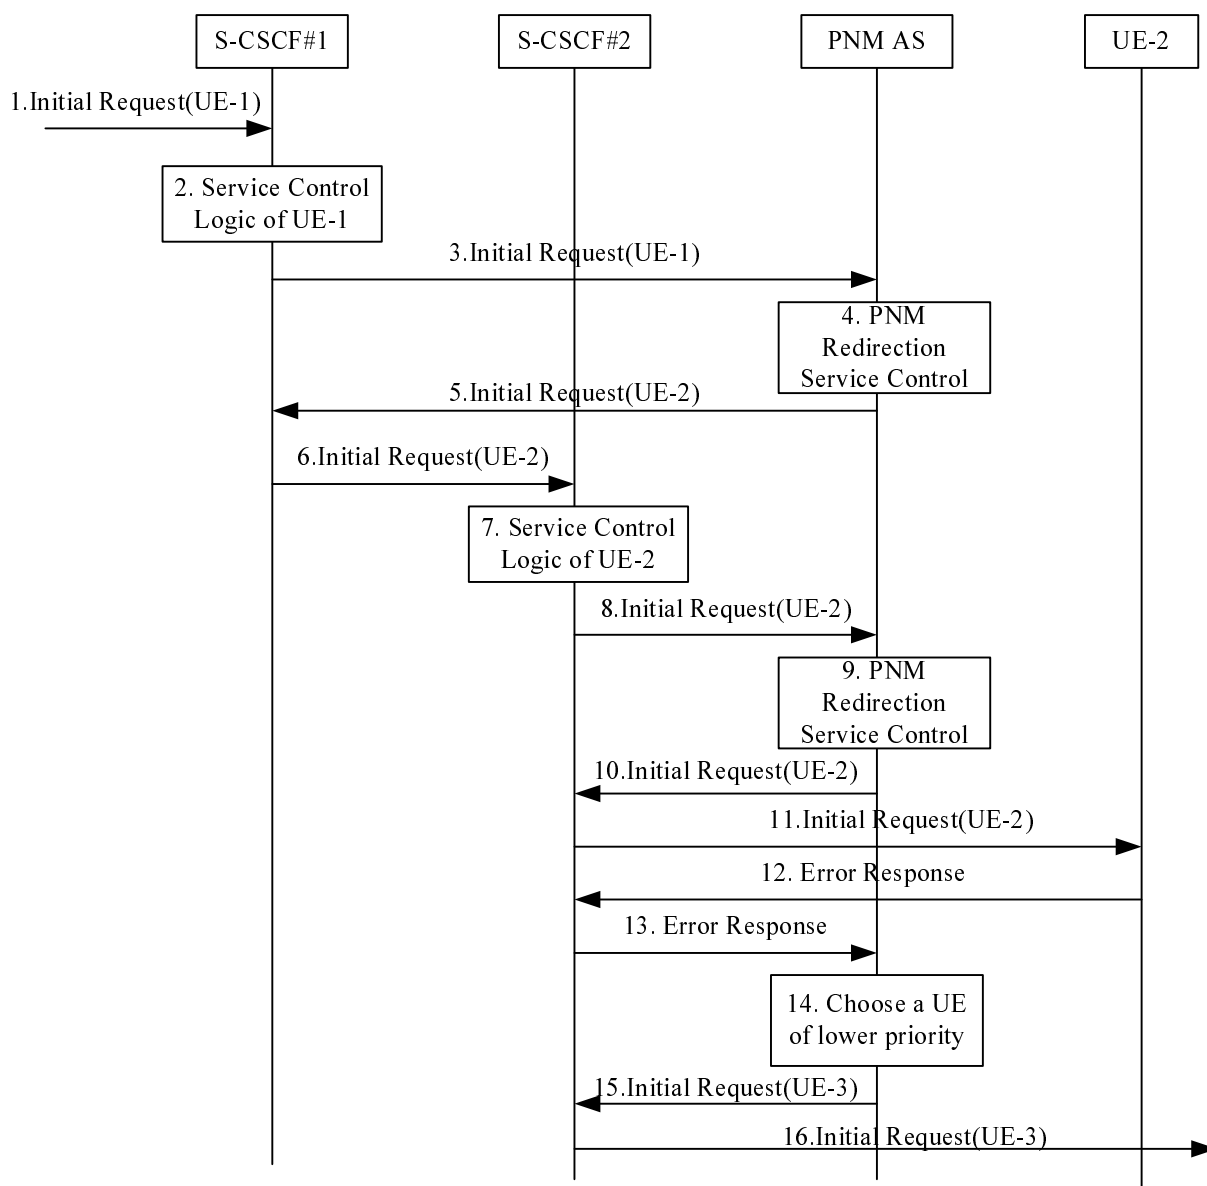 S-CSCF#1
S-CSCF#2
PNM AS
UE-2
1.Initial Request(UE-1)
2. Service Control
Logic of UE-1
3.Initial Request(UE-1)
4. PNM
Redirection
Service Control
5.Initial Request(UE-2)
6.Initial Request(UE-2)
7. Service Control
Logic of UE-2
8.Initial Request(UE-2)
9. PNM
Redirection
Service Control
10.Initial Request(UE-2)
11.Initial Request(UE-2)
12. Error Response
13. Error Response
14. Choose a UE
of lower priority
15.Initial Request(UE-3)
16.Initial Request(UE-3)